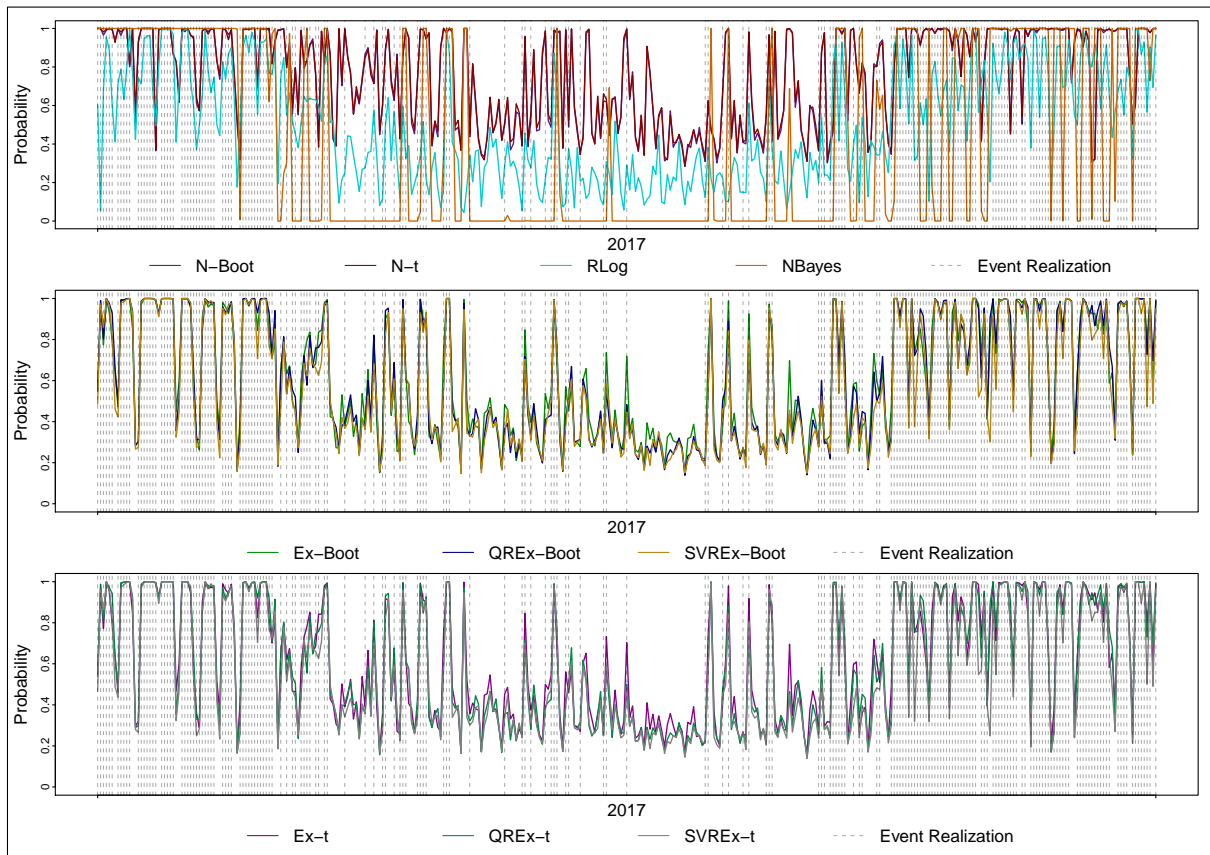 Probability
0 0.2 0.4 0.6 0.8 1
2017
N−Boot N−t RLog NBayes Event Realization
Probability
0 0.2 0.4 0.6 0.8 1
2017
Ex−Boot QREx−Boot SVREx−Boot Event Realization
Probability
0 0.2 0.4 0.6 0.8 1
2017
Ex−t QREx−t SVREx−t Event Realization